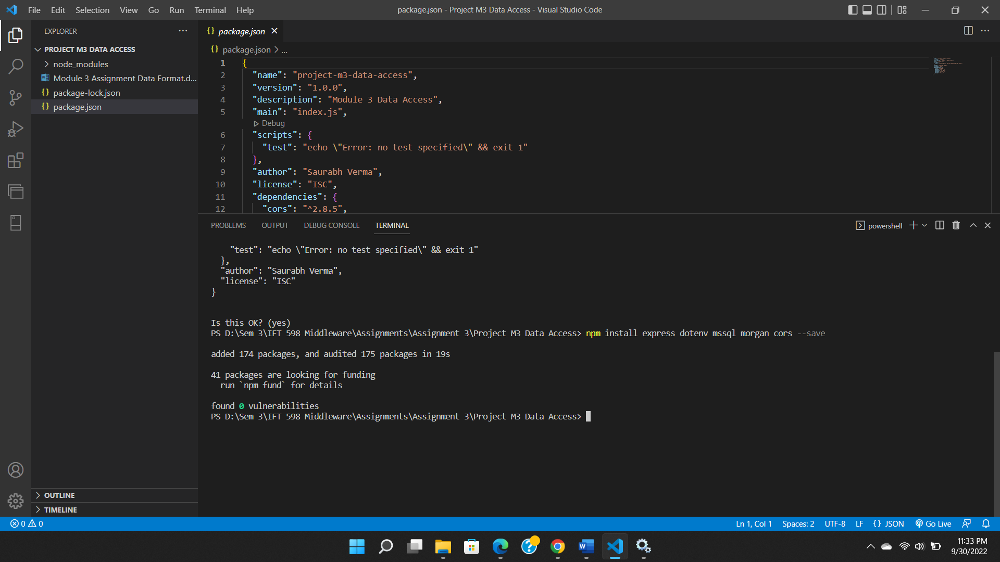 File Edit Selection View Go Run Terminal Help
package.json - Project M3 Data Access - Visual Studio Code
EXPLORER
PROJECT M3 DATA ACCESS
node_modules
Module 3 Assignment Data Format.d...
package-lock.json
package.json
OUTLINE
TIMELINE
package.json
package.json > ...
1 {
2 "name": "project-m3-data-access",
3 "version": "1.0.0",
4 "description": "Module 3 Data Access",
5 "main": "index.js",
Debug
6 "scripts": {
7 "test": "echo \"Error: no test specified\" && exit 1"
8 },
9 "author": "Saurabh Verma",
10 "license": "ISC",
11 "dependencies": {
12 "cors": "^2.8.5",
PROBLEMS OUTPUT DEBUG CONSOLE TERMINAL
powershell
"test": "echo \"Error: no test specified\" && exit 1"
},
"author": "Saurabh Verma",
"license": "ISC"
}
Is this OK? (yes)
PS D:\Sem 3\IFT 598 Middleware\Assignments\Assignment 3\Project M3 Data Access> npm install express dotenv mssql morgan cors --save
added 174 packages, and audited 175 packages in 19s
41 packages are looking for funding
run `npm fund` for details
found 0 vulnerabilities
PS D:\Sem 3\IFT 598 Middleware\Assignments\Assignment 3\Project M3 Data Access>
0 0
Ln 1, Col 1 Spaces: 2 UTF-8 LF {} JSON Go Live
11:33 PM
9/30/2022